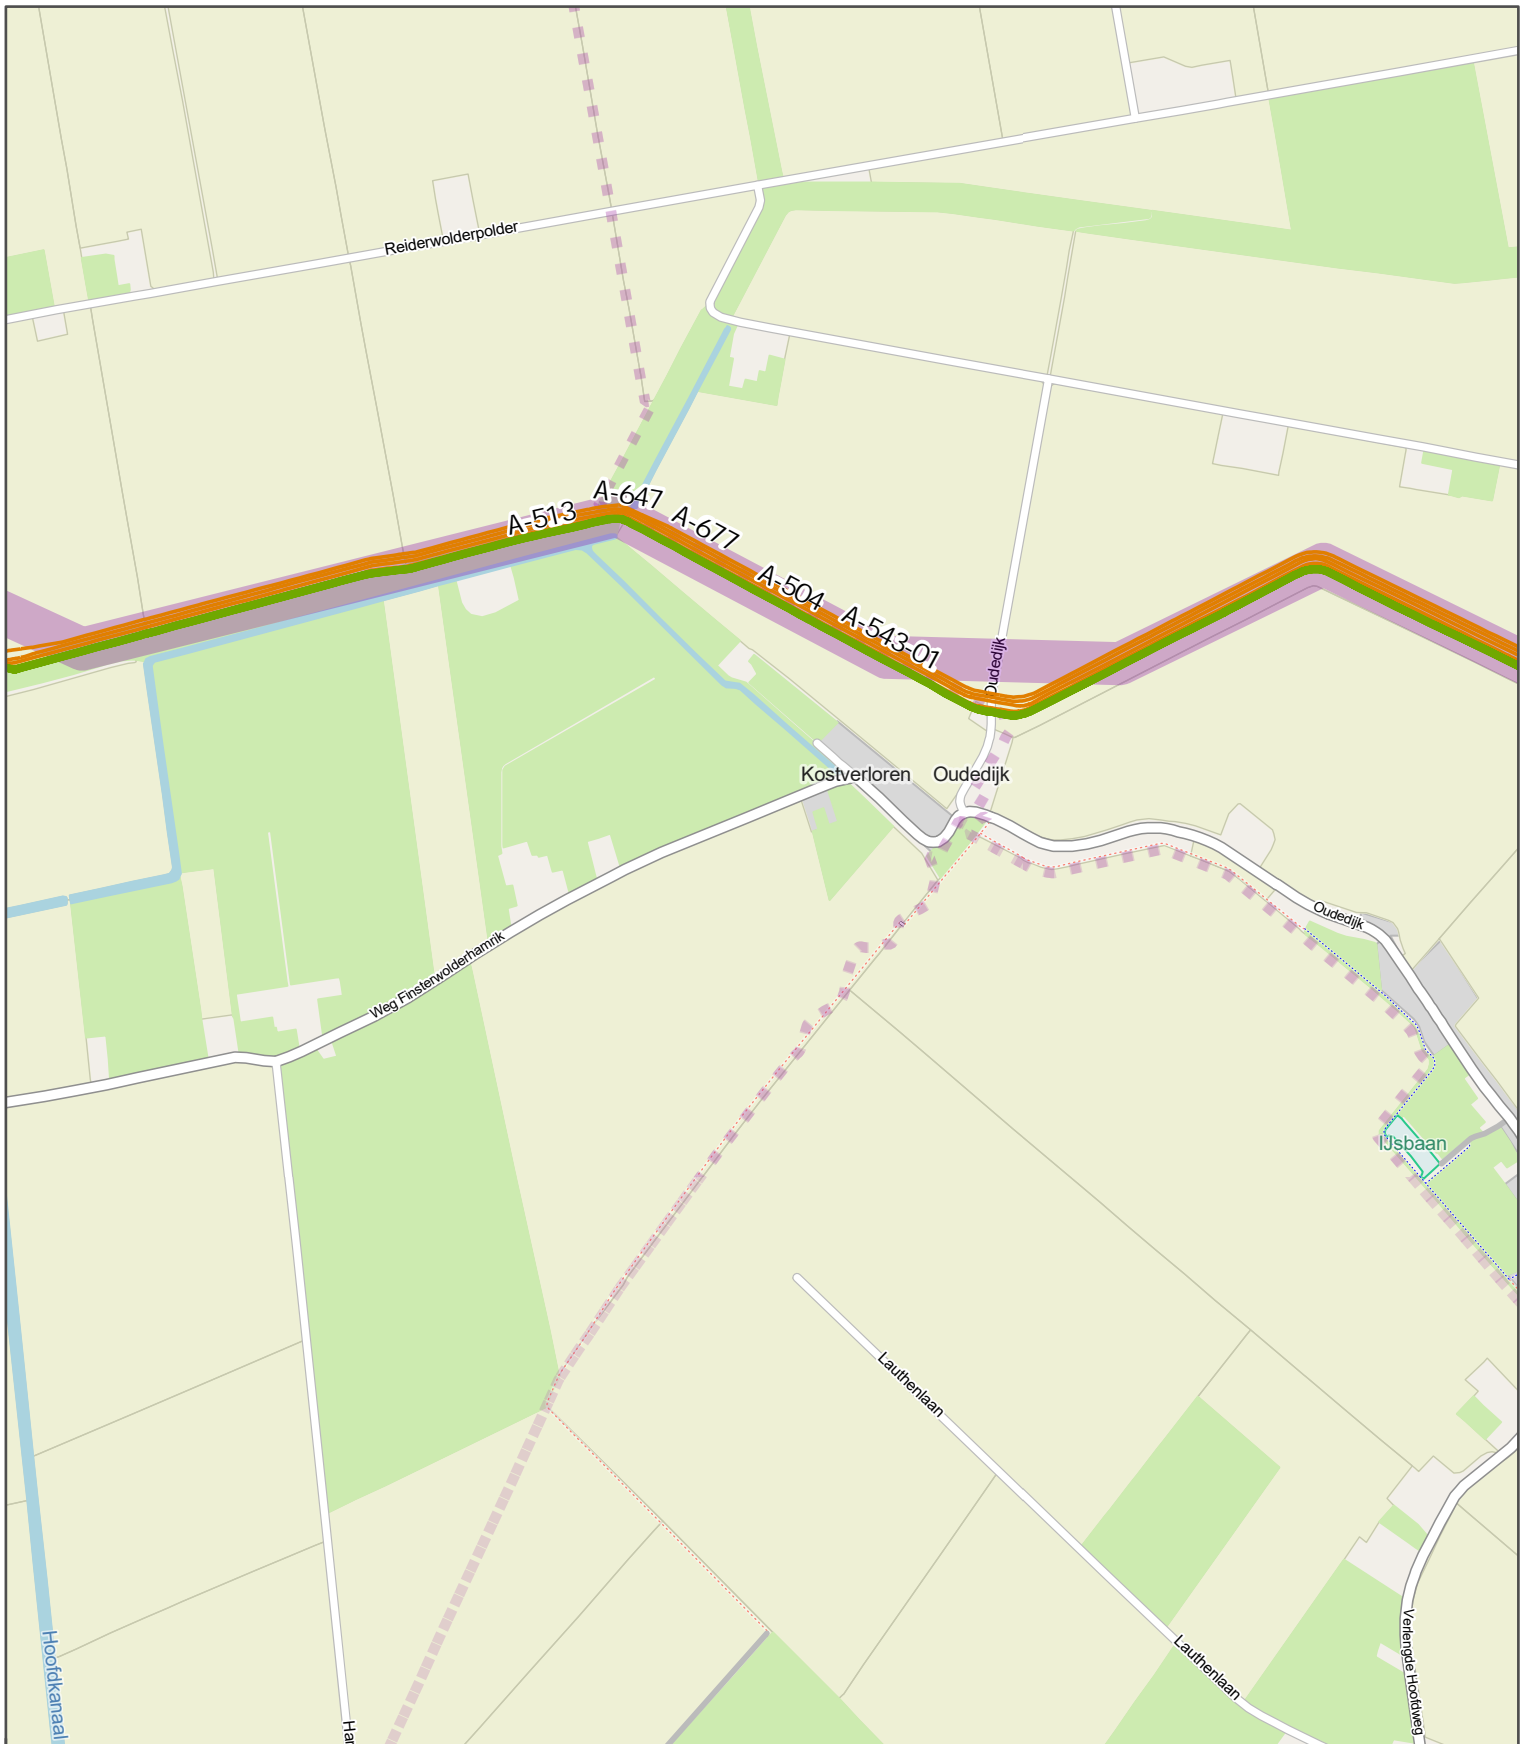 Reiderwolderpolder
A-513
A-647
A-677
A-504
A-543-01
Oudedijk
Kostverloren
Oudedijk
Oudedijk
Weg Finsterwolderhamrik
IJsbaan
Lauthenlaan
Lauthenlaan
Verlengde Hoofdweg
Hoofdkanaal
Har